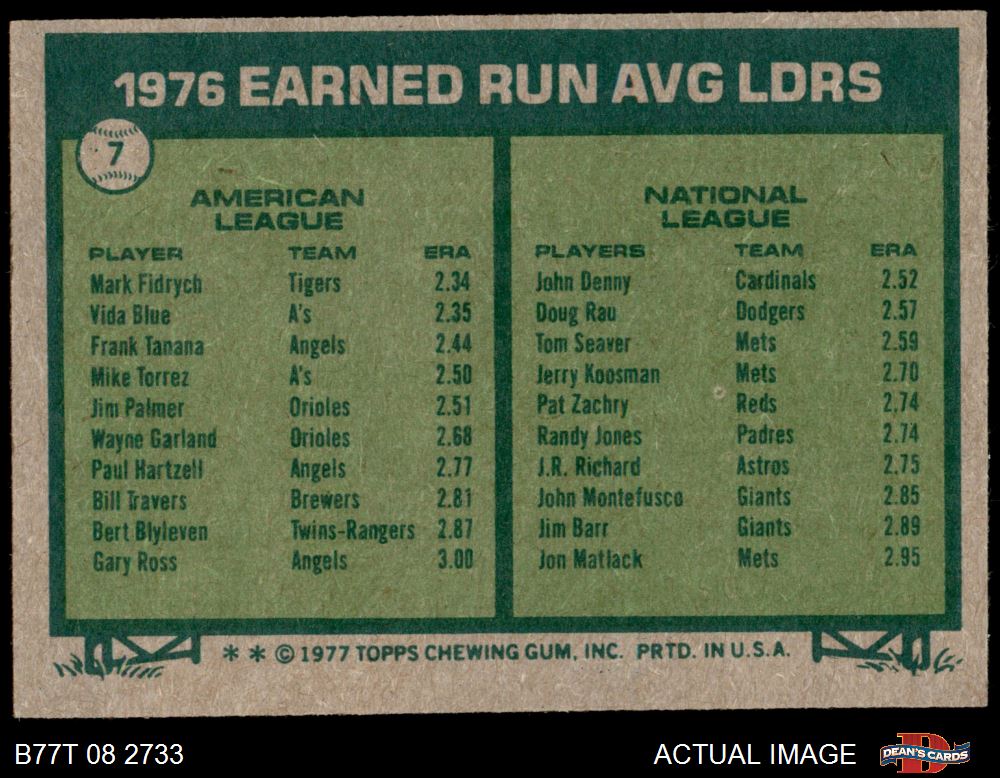 1976 EARNED RUN AVG LDRS
7
AMERICAN
LEAGUE
PLAYER TEAM ERA
Mark Fidrych Tigers 2.34
Vida Blue A's 2.35
Frank Tanana Angels 2.44
Mike Torrez A's 2.50
Jim Palmer Orioles 2.51
Wayne Garland Orioles 2.68
Paul Hartzell Angels 2.77
Bill Travers Brewers 2.81
Bert Blyleven Twins-Rangers 2.87
Gary Ross Angels 3.00
NATIONAL
LEAGUE
PLAYERS TEAM ERA
John Denny Cardinals 2.52
Doug Rau Dodgers 2.57
Tom Seaver Mets 2.59
Jerry Koosman Mets 2.70
Pat Zachry Reds 2.74
Randy Jones Padres 2.74
J.R. Richard Astros 2.75
John Montefusco Giants 2.85
Jim Barr Giants 2.89
Jon Matlack Mets 2.95
* * © 1977 TOPPS CHEWING GUM, INC. PRTD. IN U.S.A.
B77T 08 2733
ACTUAL IMAGE
DEAN'S CARDS